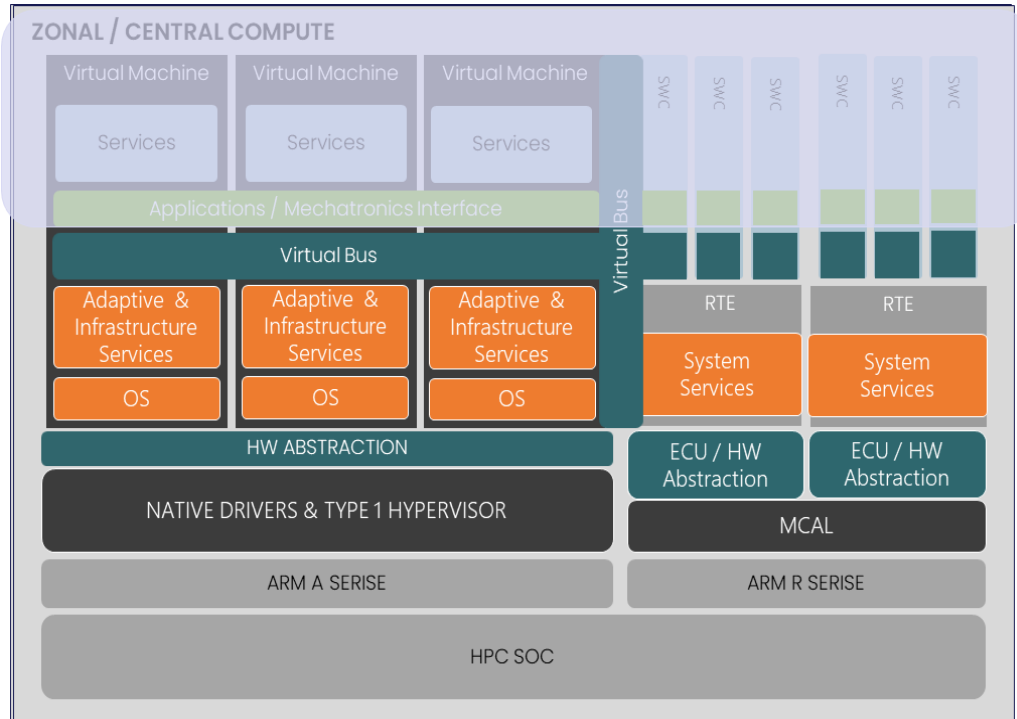 ZONAL / CENTRAL COMPUTE
Virtual Machine
Virtual Machine
Virtual Machine
SWC
SWC
SWC
SWC
SWC
SWC
Services
Services
Services
Applications / Mechatronics Interface
Virtual Bus
Virtual Bus
Adaptive &
Infrastructure
Services
Adaptive &
Infrastructure
Services
Adaptive &
Infrastructure
Services
RTE
RTE
System
Services
System
Services
OS
OS
OS
HW ABSTRACTION
ECU / HW
Abstraction
ECU / HW
Abstraction
NATIVE DRIVERS & TYPE 1 HYPERVISOR
MCAL
ARM A SERISE
ARM R SERISE
HPC SOC